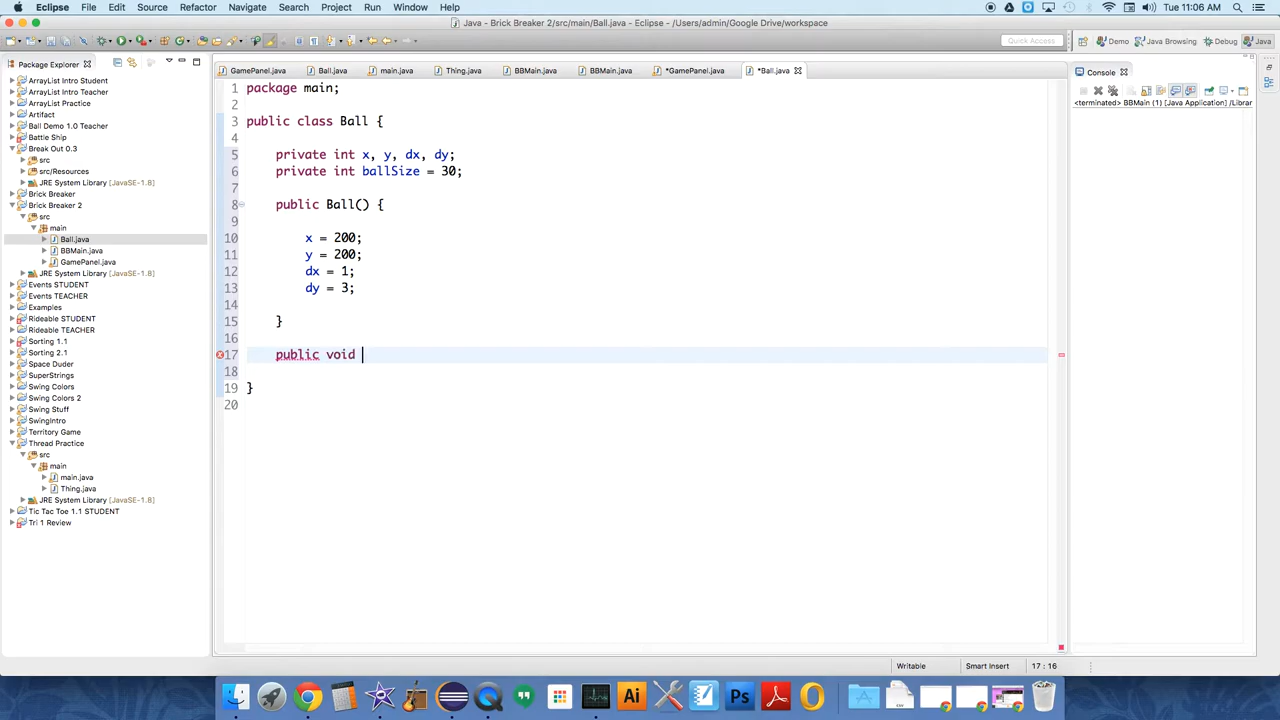 Eclipse File Edit Source Refactor Navigate Search Project Run Window Help Tue 11:06 AM
Java - Brick Breaker 2/src/main/Ball.java - Eclipse - /Users/admin/Google Drive/workspace
Quick Access Demo Java Browsing Debug Java
Package Explorer
GamePanel.java Ball.java main.java Thing.java BBMain.java BBMain.java *GamePanel.java *Ball.java
Console
<terminated> BBMain (1) [Java Application] /Librar
ArrayList Intro Student
ArrayList Intro Teacher
ArrayList Practice
Artifact
Ball Demo 1.0 Teacher
Battle Ship
Break Out 0.3
src
src/Resources
JRE System Library [JavaSE-1.8]
Brick Breaker
Brick Breaker 2
src
main
Ball.java
BBMain.java
GamePanel.java
JRE System Library [JavaSE-1.8]
Events STUDENT
Events TEACHER
Examples
Rideable STUDENT
Rideable TEACHER
Sorting 1.1
Sorting 2.1
Space Duder
SuperStrings
Swing Colors
Swing Colors 2
Swing Stuff
SwingIntro
Territory Game
Thread Practice
src
main
main.java
Thing.java
JRE System Library [JavaSE-1.8]
Tic Tac Toe 1.1 STUDENT
Tri 1 Review
1 package main;
2
3 public class Ball {
4
5 private int x, y, dx, dy;
6 private int ballSize = 30;
7
8 public Ball() {
9
10 x = 200;
11 y = 200;
12 dx = 1;
13 dy = 3;
14
15 }
16
17 public void
18
19 }
20
Writable Smart Insert 17 : 16
Ai Ps